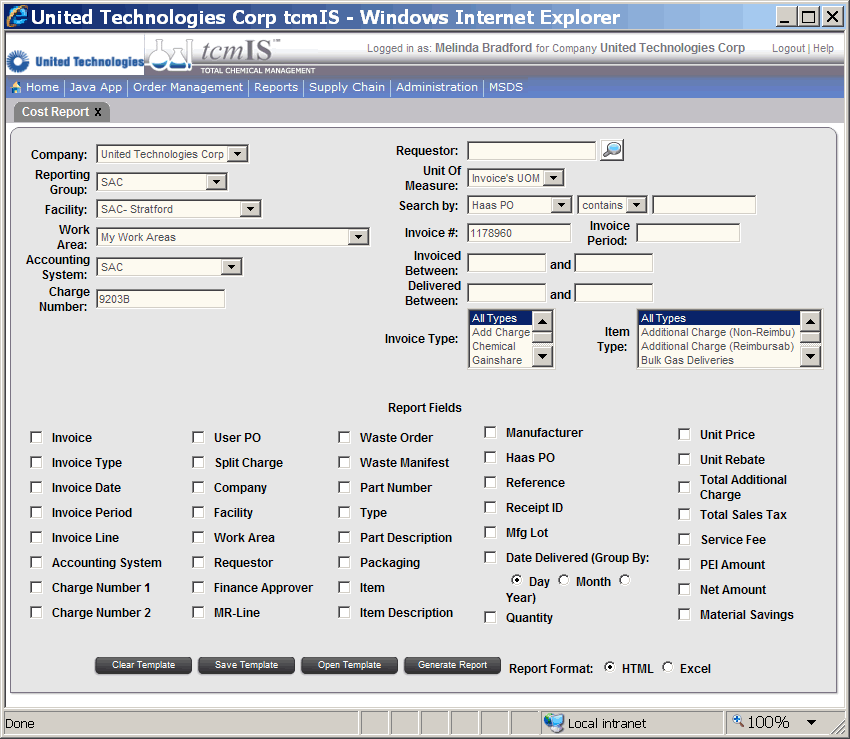 United Technologies Corp tcmIS - Windows Internet Explorer
United Technologies
tcmIS™
TOTAL CHEMICAL MANAGEMENT
Logged in as: Melinda Bradford for Company United Technologies Corp
Logout | Help
Home | Java App | Order Management | Reports | Supply Chain | Administration | MSDS
Cost Report x
Company: United Technologies Corp
Reporting
Group: SAC
Facility: SAC- Stratford
Work
Area: My Work Areas
Accounting
System: SAC
Charge
Number: 9203B
Requestor:
Unit Of
Measure: Invoice's UOM
Search by: Haas PO contains
Invoice #: 1178960
Invoice
Period:
Invoiced
Between: and
Delivered
Between: and
Invoice Type:
All Types
Add Charge
Chemical
Gainshare
Item
Type:
All Types
Additional Charge (Non-Reimbu)
Additional Charge (Reimbursab)
Bulk Gas Deliveries
Report Fields
Invoice
Invoice Type
Invoice Date
Invoice Period
Invoice Line
Accounting System
Charge Number 1
Charge Number 2
User PO
Split Charge
Company
Facility
Work Area
Requestor
Finance Approver
MR-Line
Waste Order
Waste Manifest
Part Number
Type
Part Description
Packaging
Item
Item Description
Manufacturer
Haas PO
Reference
Receipt ID
Mfg Lot
Date Delivered (Group By:
Day Month
Year)
Quantity
Unit Price
Unit Rebate
Total Additional
Charge
Total Sales Tax
Service Fee
PEI Amount
Net Amount
Material Savings
Clear Template
Save Template
Open Template
Generate Report
Report Format: HTML Excel
Done
Local intranet
100%